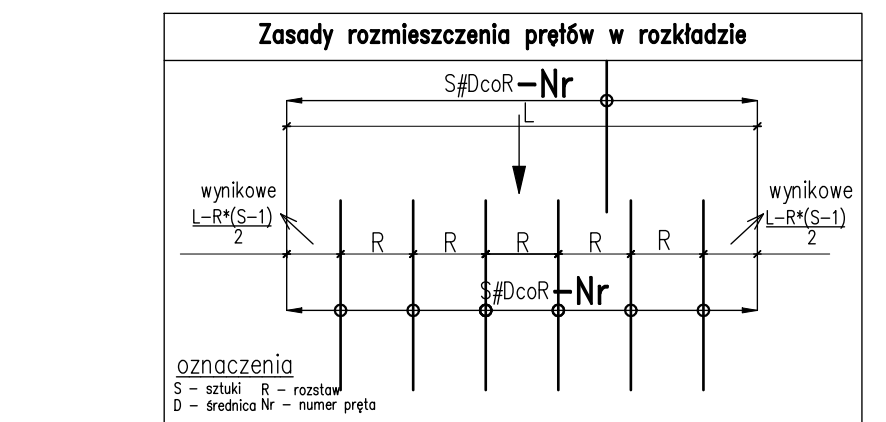 Zasady rozmieszczenia prętów w rozkładzie
S#DcoR-Nr
L
wynikowe
L-R*(S-1)
2
wynikowe
L-R*(S-1)
2
R R R R R
S#DcoR-Nr
oznaczenia
S - sztuki R - rozstaw
D - średnica Nr - numer pręta